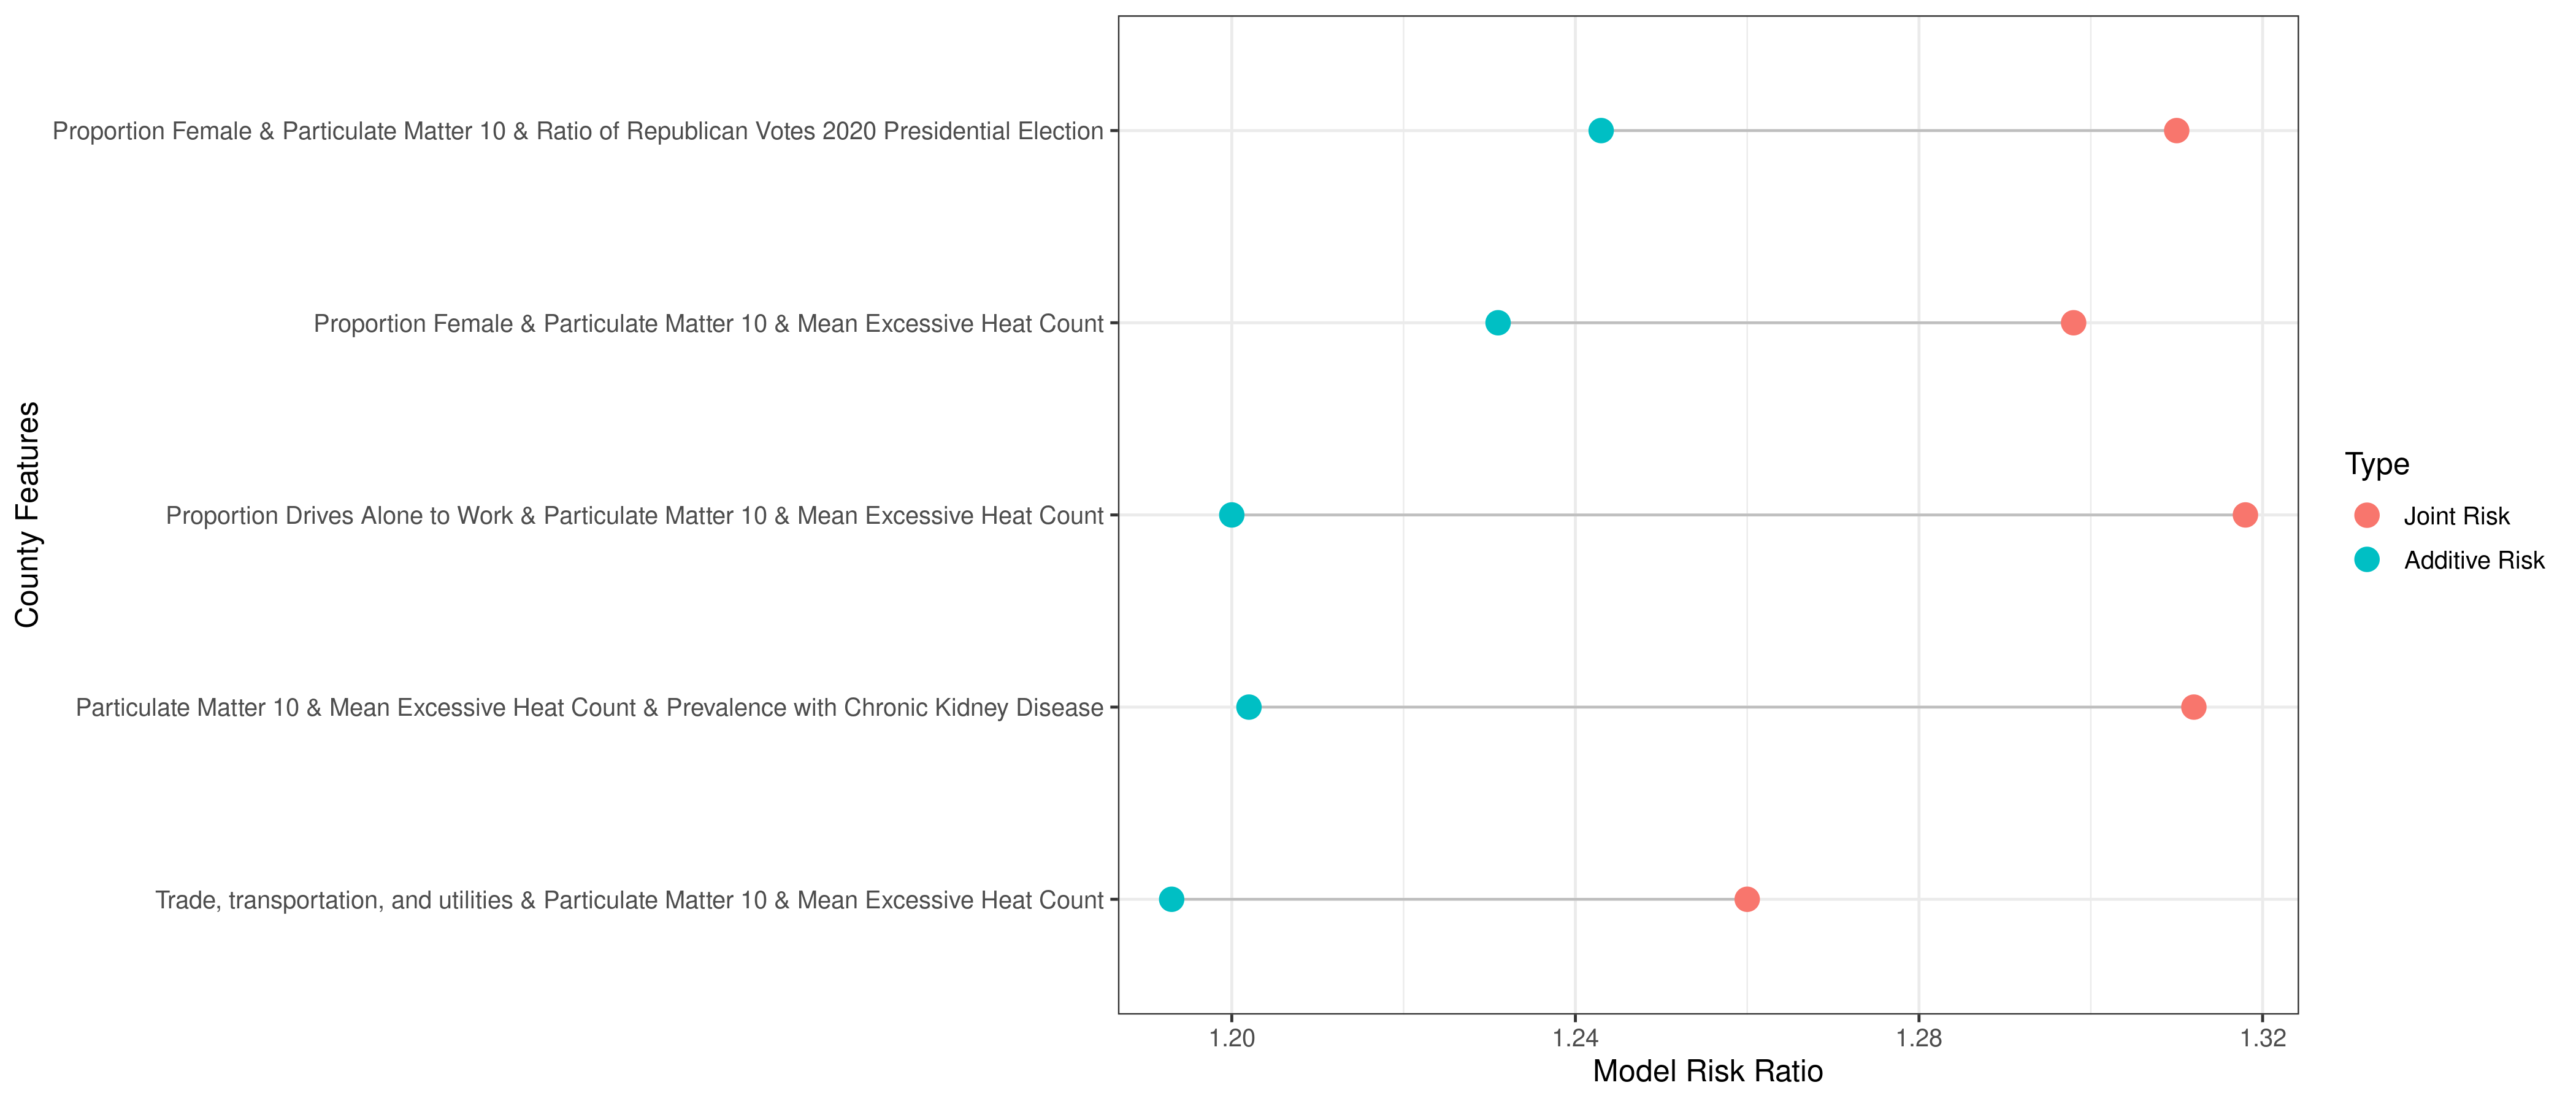 Proportion Female & Particulate Matter 10 & Ratio of Republican Votes 2020 Presidential Election
Proportion Female & Particulate Matter 10 & Mean Excessive Heat Count
Proportion Drives Alone to Work & Particulate Matter 10 & Mean Excessive Heat Count
Particulate Matter 10 & Mean Excessive Heat Count & Prevalence with Chronic Kidney Disease
Trade, transportation, and utilities & Particulate Matter 10 & Mean Excessive Heat Count
County Features
1.20
1.24
1.28
1.32
Model Risk Ratio
Type
Joint Risk
Additive Risk